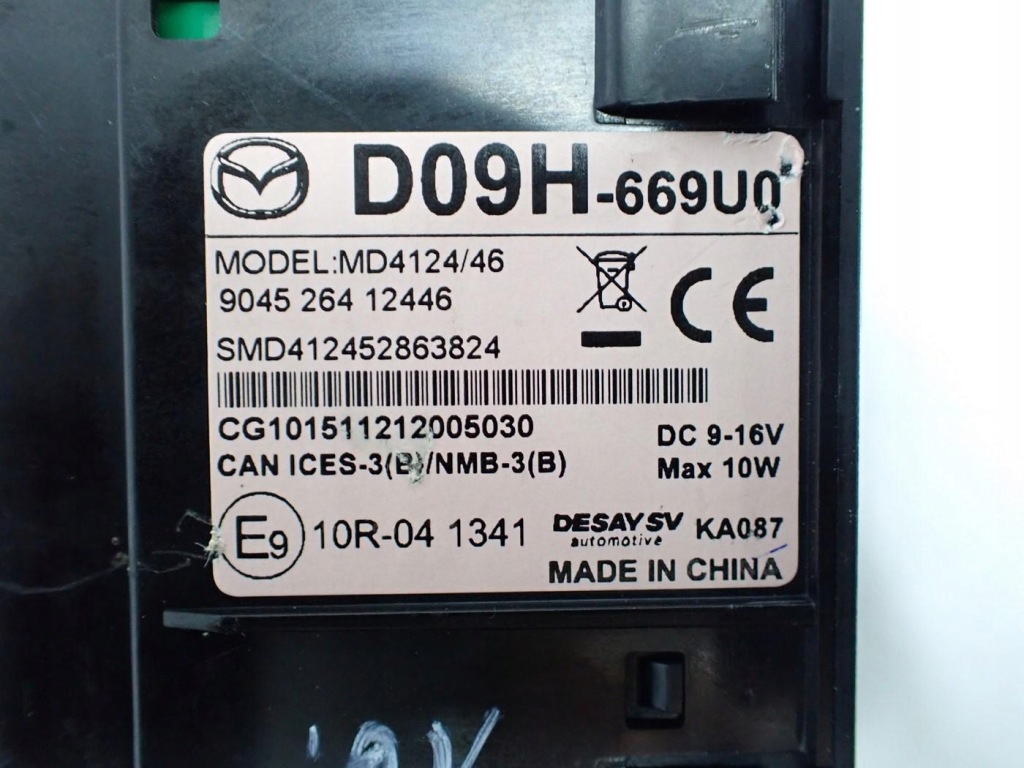 D09H-669U0
MODEL:MD4124/46
9045 264 12446
SMD412452863824
CG101511212005030
CAN ICES-3(B)/NMB-3(B)
DC 9-16V
Max 10W
CE
E9 10R-04 1341
DESAY SV
automotive
KA087
MADE IN CHINA